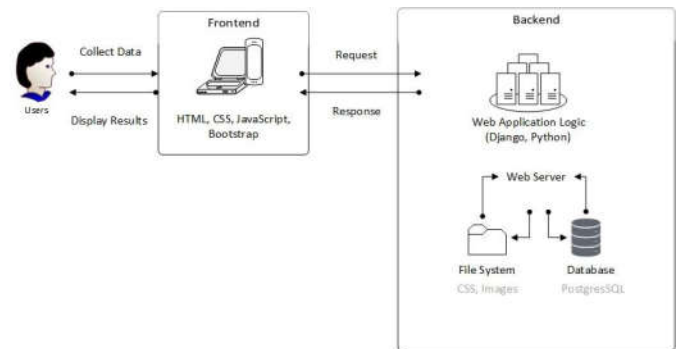 Frontend
Backend
Collect Data
Request
Users
Display Results
HTML, CSS, JavaScript,
Bootstrap
Response
Web Application Logic
(Django, Python)
Web Server
File System
Database
CSS, Images
PostgresSQL